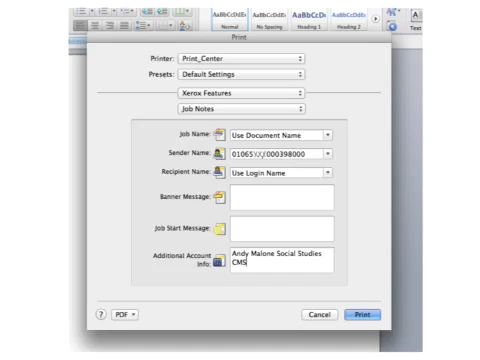 AaBbCcDdEe AaBbCcDdEe AaBbCcDc AaBbCcDdEe
Normal No Spacing Heading 1 Heading 2
Text
Print
Printer: Print_Center
Presets: Default Settings
Xerox Features
Job Notes
Job Name: Use Document Name
Sender Name: 01065XXX000398000
Recipient Name: Use Login Name
Banner Message:
Job Start Message:
Additional Account Info: Andy Malone Social Studies
CMS
? PDF Cancel Print